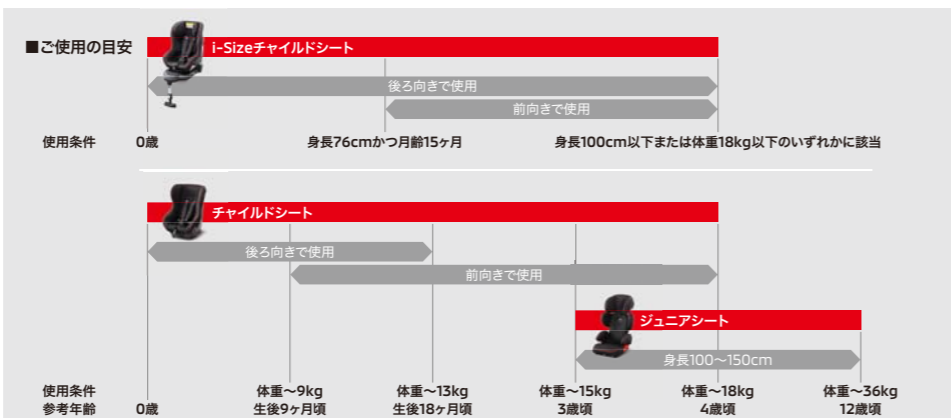 ■ご使用の目安
i-Sizeチャイルドシート
後ろ向きで使用
前向きで使用
使用条件 0歳 身長76cmかつ月齢15ヶ月 身長100cm以下または体重18kg以下のいずれかに該当
チャイルドシート
後ろ向きで使用
前向きで使用
ジュニアシート
身長100〜150cm
使用条件 体重〜9kg 体重〜13kg 体重〜15kg 体重〜18kg 体重〜36kg
参考年齢 0歳 生後9ヶ月頃 生後18ヶ月頃 3歳頃 4歳頃 12歳頃